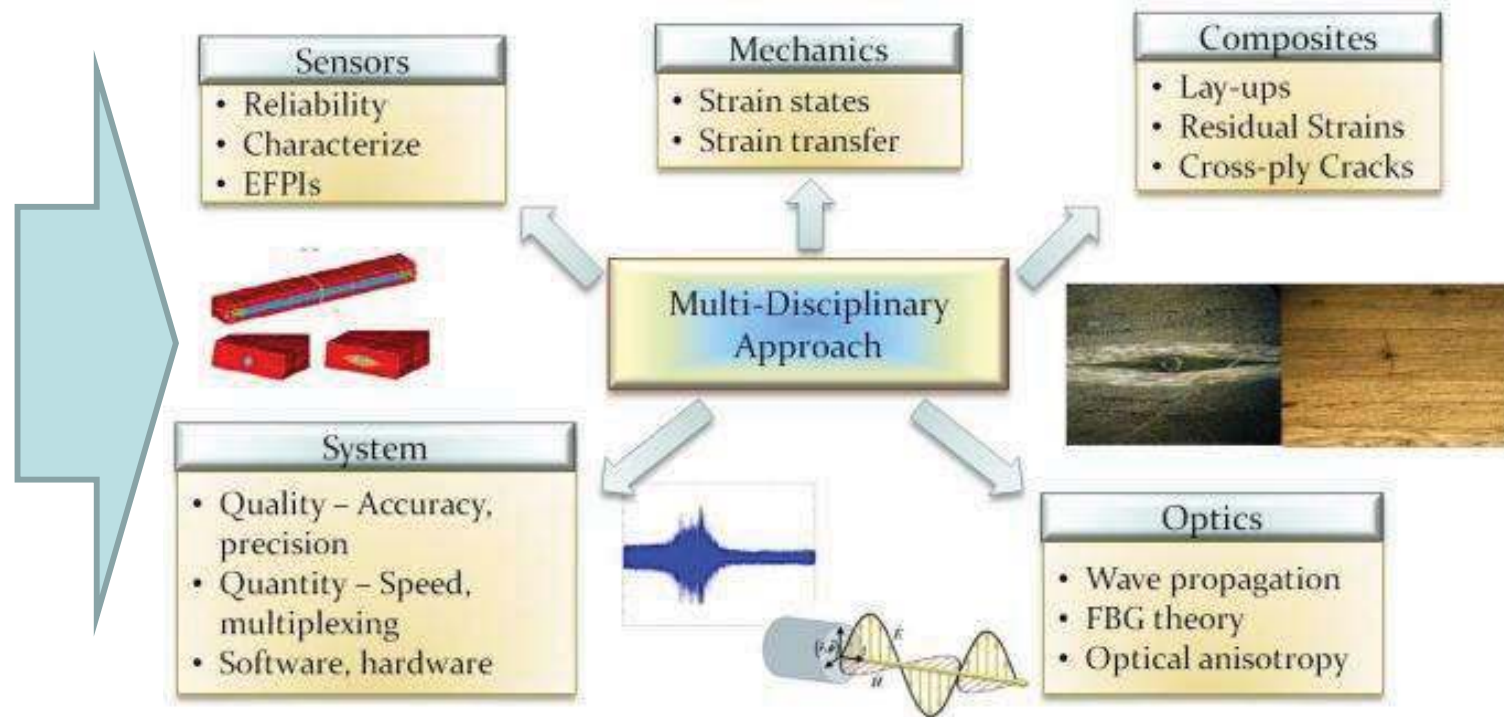 Sensors
• Reliability
• Characterize
• EFPIs
Mechanics
• Strain states
• Strain transfer
Composites
• Lay-ups
• Residual Strains
• Cross-ply Cracks
Multi-Disciplinary
Approach
System
• Quality – Accuracy,
precision
• Quantity – Speed,
multiplexing
• Software, hardware
E
H
Optics
• Wave propagation
• FBG theory
• Optical anisotropy